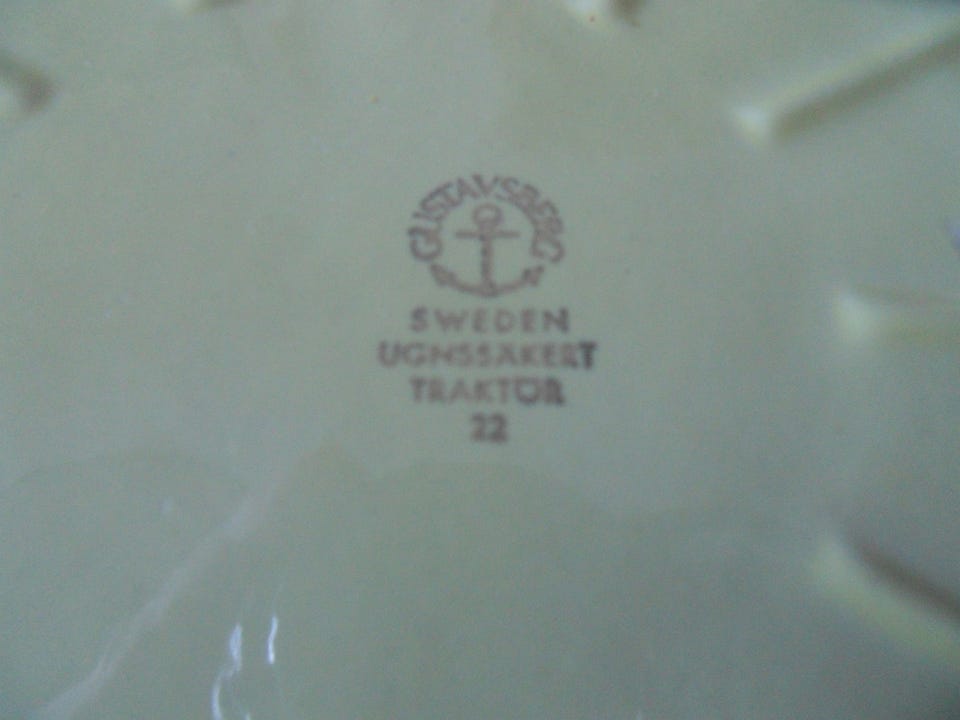 GUSTAVSBERG
SWEDEN
UGNSSÄKERT
TRAKTÖR
22